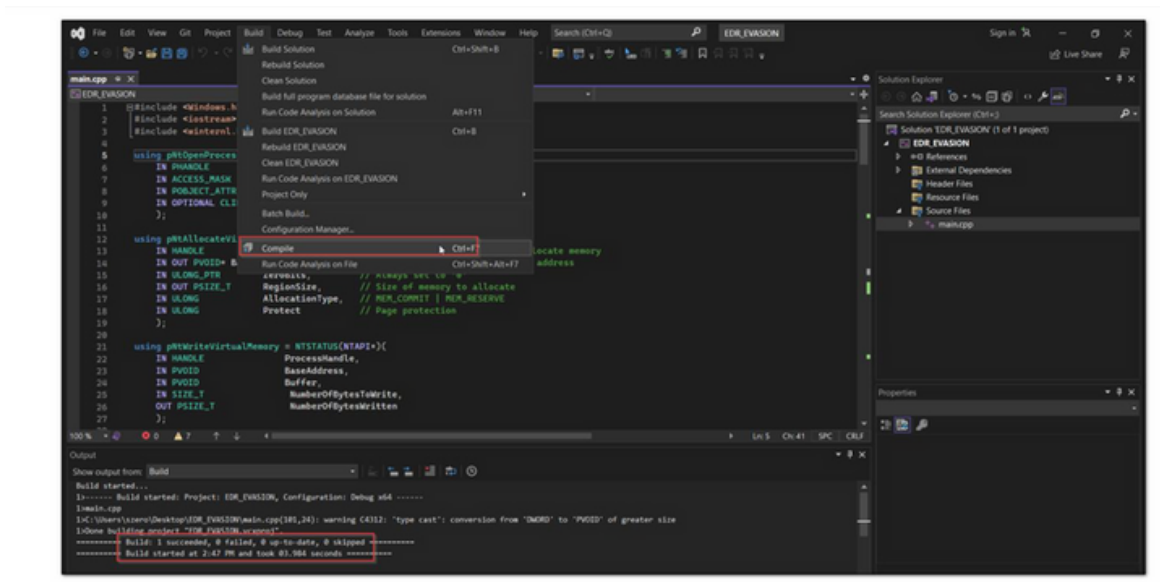 File Edit View Git Project Build Debug Test Analyze Tools Extensions Window Help Search (Ctrl+Q) EDR_EVASION Sign in
Live Share
Build Solution Ctrl+Shift+B
Rebuild Solution
Clean Solution
Build full program database file for solution
Run Code Analysis on Solution Alt+F11
Build EDR_EVASION Ctrl+B
Rebuild EDR_EVASION
Clean EDR_EVASION
Run Code Analysis on EDR_EVASION
Project Only
Batch Build...
Configuration Manager...
Compile Ctrl+F7
Run Code Analysis on File Ctrl+Shift+Alt+F7
main.cpp
EDR_EVASION
1 #include <Windows.h
2 #include <iostream>
3 #include <winternl.
4
5 using pNtOpenProces
6 IN PHANDLE
7 IN ACCESS_MASK
8 IN POBJECT_ATTR
9 IN OPTIONAL CLI
10 );
11
12 using pNtAllocateVi
13 IN HANDLE locate memory
14 IN OUT PVOID* B address
15 IN ULONG_PTR ZeroBits, // Always set to '0'
16 IN OUT PSIZE_T RegionSize, // Size of memory to allocate
17 IN ULONG AllocationType, // MEM_COMMIT | MEM_RESERVE
18 IN ULONG Protect // Page protection
19 );
20
21 using pNtWriteVirtualMemory = NTSTATUS(NTAPI*)(
22 IN HANDLE ProcessHandle,
23 IN PVOID BaseAddress,
24 IN PVOID Buffer,
25 IN SIZE_T NumberOfBytesToWrite,
26 OUT PSIZE_T NumberOfBytesWritten
27 );
100 % 0 7 Ln: 5 Ch: 41 SPC CRLF
Solution Explorer
Search Solution Explorer (Ctrl+;)
Solution 'EDR_EVASION' (1 of 1 project)
EDR_EVASION
References
External Dependencies
Header Files
Resource Files
Source Files
main.cpp
Properties
Output
Show output from: Build
Build started...
1>------ Build started: Project: EDR_EVASION, Configuration: Debug x64 ------
1>main.cpp
1>C:\Users\szero\Desktop\EDR_EVASION\main.cpp(101,24): warning C4312: 'type cast': conversion from 'DWORD' to 'PVOID' of greater size
1>Done building project "EDR_EVASION.vcxproj".
========== Build: 1 succeeded, 0 failed, 0 up-to-date, 0 skipped ==========
========== Build started at 2:47 PM and took 03.984 seconds ==========